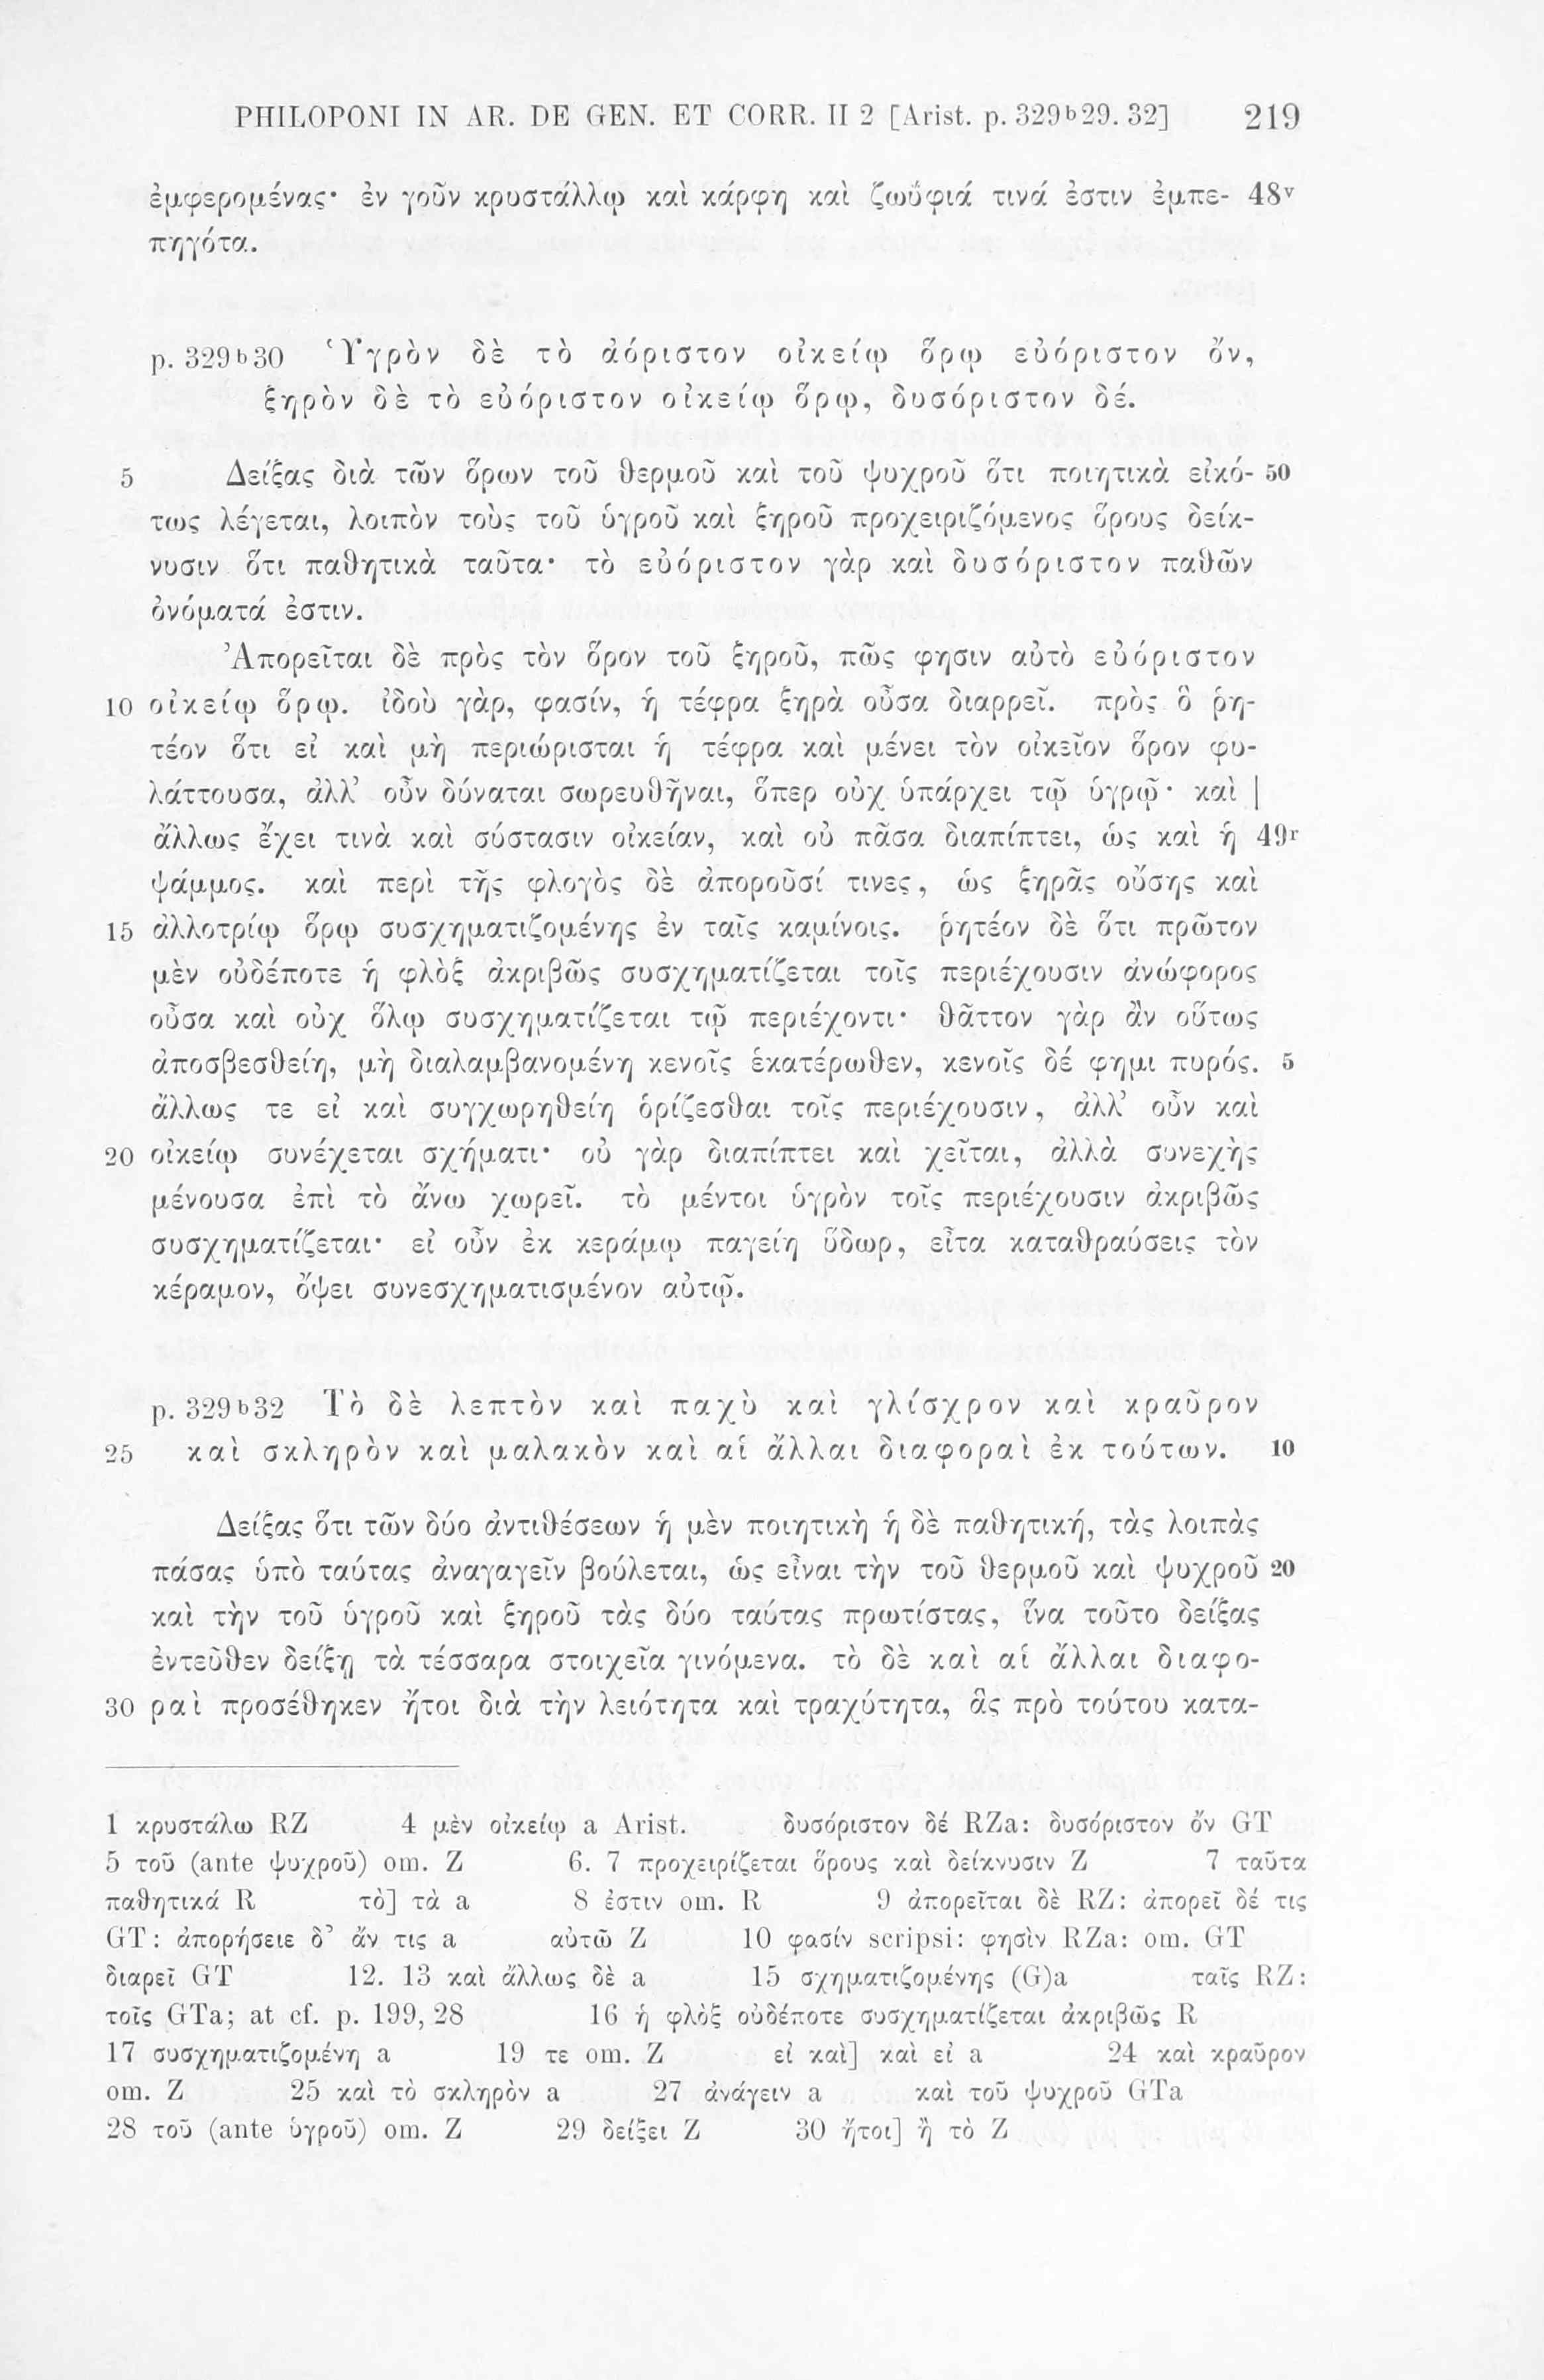 PHILOPONI IN AR. DE GEN. ET CORR. II 2 [Arist. p. 329ᵇ29. 32] 219
ἐμφερομένας· ἐν γοῦν κρυστάλλῳ καὶ κάρφη καὶ ζωΰφιά τινά ἐστιν ἐμπε- 48ᵛ
πηγότα.
p. 329ᵇ30 Ὑγρὸν δὲ τὸ ἀόριστον οἰκείῳ ὅρῳ εὐόριστον ὄν,
ξηρὸν δὲ τὸ εὐόριστον οἰκείῳ ὅρῳ, δυσόριστον δέ.
5 Δείξας διὰ τῶν ὅρων τοῦ θερμοῦ καὶ τοῦ ψυχροῦ ὅτι ποιητικὰ εἰκό- 50
τως λέγεται, λοιπὸν τοὺς τοῦ ὑγροῦ καὶ ξηροῦ προχειριζόμενος ὅρους δείκ-
νυσιν ὅτι παθητικὰ ταῦτα· τὸ εὐόριστον γὰρ καὶ δυσόριστον παθῶν
ὀνόματά ἐστιν.
Ἀπορεῖται δὲ πρὸς τὸν ὅρον τοῦ ξηροῦ, πῶς φησιν αὐτὸ εὐόριστον
10 οἰκείῳ ὅρῳ. ἰδοὺ γὰρ, φασίν, ἡ τέφρα ξηρὰ οὖσα διαρρεῖ. πρὸς ὃ ῥη-
τέον ὅτι εἰ καὶ μὴ περιώρισται ἡ τέφρα καὶ μένει τὸν οἰκεῖον ὅρον φυ-
λάττουσα, ἀλλ’ οὖν δύναται σωρευθῆναι, ὅπερ οὐχ ὑπάρχει τῷ ὑγρῷ· καὶ |
ἄλλως ἔχει τινὰ καὶ σύστασιν οἰκείαν, καὶ οὐ πᾶσα διαπίπτει, ὡς καὶ ἡ 49ʳ
ψάμμος. καὶ περὶ τῆς φλογὸς δὲ ἀποροῦσί τινες, ὡς ξηρᾶς οὔσης καὶ
15 ἀλλοτρίῳ ὅρῳ συσχηματιζομένης ἐν ταῖς καμίνοις. ῥητέον δὲ ὅτι πρῶτον
μὲν οὐδέποτε ἡ φλὸξ ἀκριβῶς συσχηματίζεται τοῖς περιέχουσιν ἀνώφορος
οὖσα καὶ οὐχ ὅλῳ συσχηματίζεται τῷ περιέχοντι· θᾶττον γὰρ ἂν οὕτως
ἀποσβεσθείη, μὴ διαλαμβανομένη κενοῖς ἑκατέρωθεν, κενοῖς δέ φημι πυρός. 5
ἄλλως τε εἰ καὶ συγχωρηθείη ὁρίζεσθαι τοῖς περιέχουσιν, ἀλλ’ οὖν καὶ
20 οἰκείῳ συνέχεται σχήματι· οὐ γὰρ διαπίπτει καὶ χεῖται, ἀλλὰ συνεχὴς
μένουσα ἐπὶ τὸ ἄνω χωρεῖ. τὸ μέντοι ὑγρὸν τοῖς περιέχουσιν ἀκριβῶς
συσχηματίζεται· εἰ οὖν ἐκ κεράμῳ παγείη ὕδωρ, εἶτα καταθραύσεις τὸν
κέραμον, ὄψει συνεσχηματισμένον αὐτῷ.
p. 329ᵇ32 Τὸ δὲ λεπτὸν καὶ παχὺ καὶ γλίσχρον καὶ κραῦρον
25 καὶ σκληρὸν καὶ μαλακὸν καὶ αἱ ἄλλαι διαφοραὶ ἐκ τούτων. 10
Δείξας ὅτι τῶν δύο ἀντιθέσεων ἡ μὲν ποιητικὴ ἡ δὲ παθητική, τὰς λοιπὰς
πάσας ὑπὸ ταύτας ἀναγαγεῖν βούλεται, ὡς εἶναι τὴν τοῦ θερμοῦ καὶ ψυχροῦ 20
καὶ τὴν τοῦ ὑγροῦ καὶ ξηροῦ τὰς δύο ταύτας πρωτίστας, ἵνα τοῦτο δείξας
ἐντεῦθεν δείξῃ τὰ τέσσαρα στοιχεῖα γινόμενα. τὸ δὲ καὶ αἱ ἄλλαι διαφο-
30 ραὶ προσέθηκεν ἤτοι διὰ τὴν λειότητα καὶ τραχύτητα, ἃς πρὸ τούτου κατα-
1 κρυστάλω RZ 4 μὲν οἰκείῳ a Arist. δυσόριστον δέ RZa: δυσόριστον ὄν GT
5 τοῦ (ante ψυχροῦ) om. Z 6. 7 προχειρίζεται ὅρους καὶ δείκνυσιν Z 7 ταῦτα
παθητικά R τὸ] τὰ a 8 ἐστιν om. R 9 ἀπορεῖται δὲ RZ: ἀπορεῖ δέ τις
GT: ἀπορήσειε δ’ ἄν τις a αὐτῶ Z 10 φασίν scripsi: φησὶν RZa: om. GT
διαρεῖ GT 12. 13 καὶ ἄλλως δὲ a 15 σχηματιζομένης (G)a ταῖς RZ:
τοῖς GTa; at cf. p. 199, 28 16 ἡ φλὸξ οὐδέποτε συσχηματίζεται ἀκριβῶς R
17 συσχηματιζομένη a 19 τε om. Z εἰ καὶ] καὶ εἰ a 24 καὶ κραῦρον
om. Z 25 καὶ τὸ σκληρὸν a 27 ἀνάγειν a καὶ τοῦ ψυχροῦ GTa
28 τοῦ (ante ὑγροῦ) om. Z 29 δείξει Z 30 ἤτοι] ἢ τὸ Z